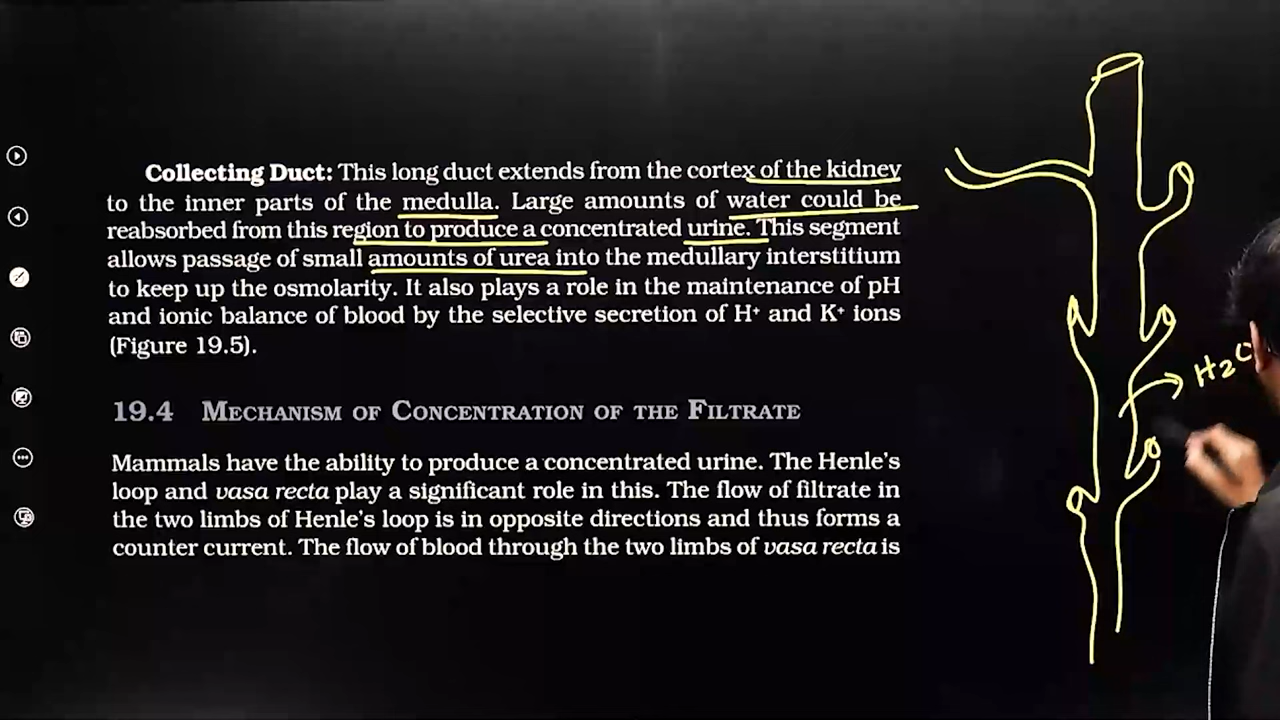 Collecting Duct: This long duct extends from the cortex of the kidney
to the inner parts of the medulla. Large amounts of water could be
reabsorbed from this region to produce a concentrated urine. This segment
allows passage of small amounts of urea into the medullary interstitium
to keep up the osmolarity. It also plays a role in the maintenance of pH
and ionic balance of blood by the selective secretion of H⁺ and K⁺ ions
(Figure 19.5).
H2O
19.4 MECHANISM OF CONCENTRATION OF THE FILTRATE
Mammals have the ability to produce a concentrated urine. The Henle's
loop and vasa recta play a significant role in this. The flow of filtrate in
the two limbs of Henle's loop is in opposite directions and thus forms a
counter current. The flow of blood through the two limbs of vasa recta is